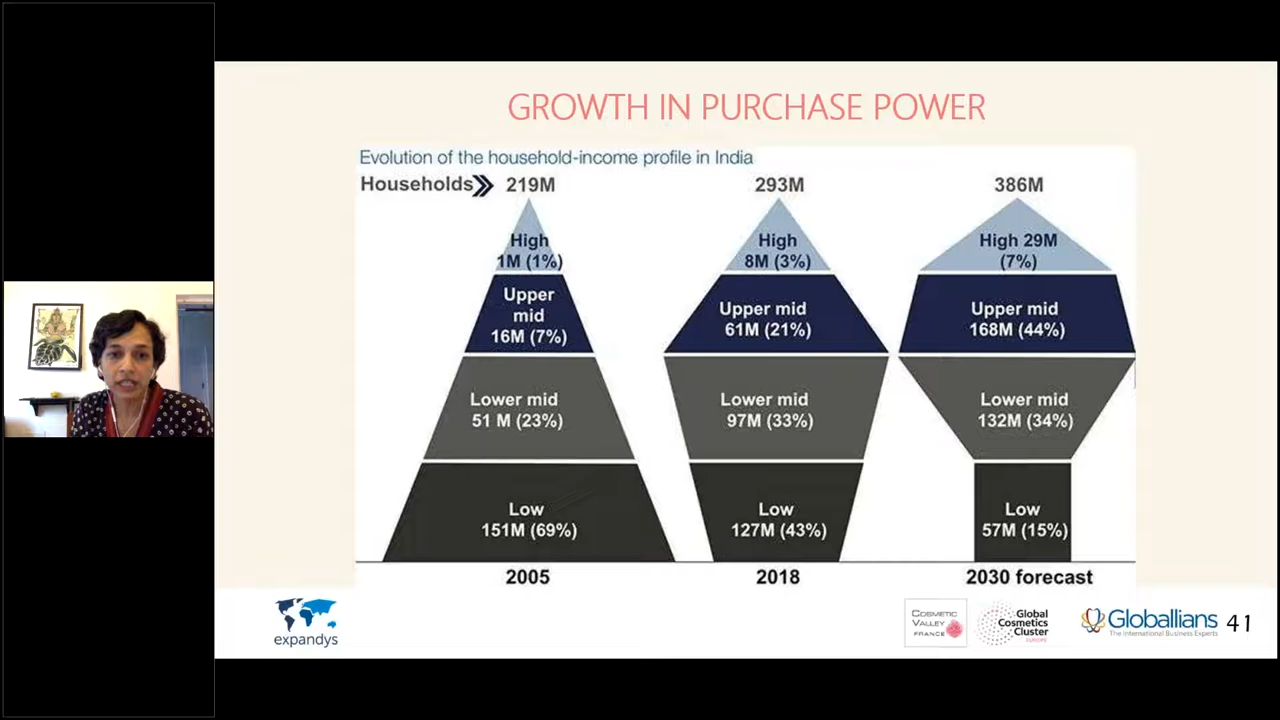 GROWTH IN PURCHASE POWER
Evolution of the household-income profile in India
Households 219M 293M 386M
High
1M (1%)
Upper
mid
16M (7%)
Lower mid
51 M (23%)
Low
151M (69%)
2005
High
8M (3%)
Upper mid
61M (21%)
Lower mid
97M (33%)
Low
127M (43%)
2018
High 29M
(7%)
Upper mid
168M (44%)
Lower mid
132M (34%)
Low
57M (15%)
2030 forecast
expandys
COSMETIC
VALLEY
FRANCE
Global
Cosmetics
Cluster
EUROPE
Globallians
The International Business Experts
41